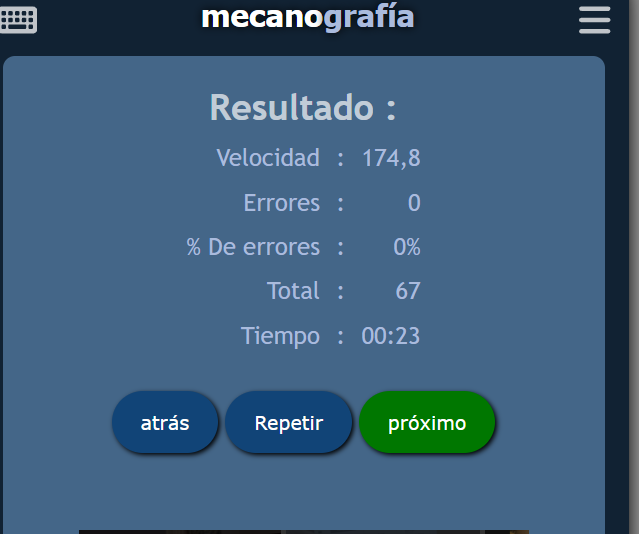 mecanografía
Resultado :
Velocidad : 174,8
Errores : 0
% De errores : 0%
Total : 67
Tiempo : 00:23
atrás Repetir próximo